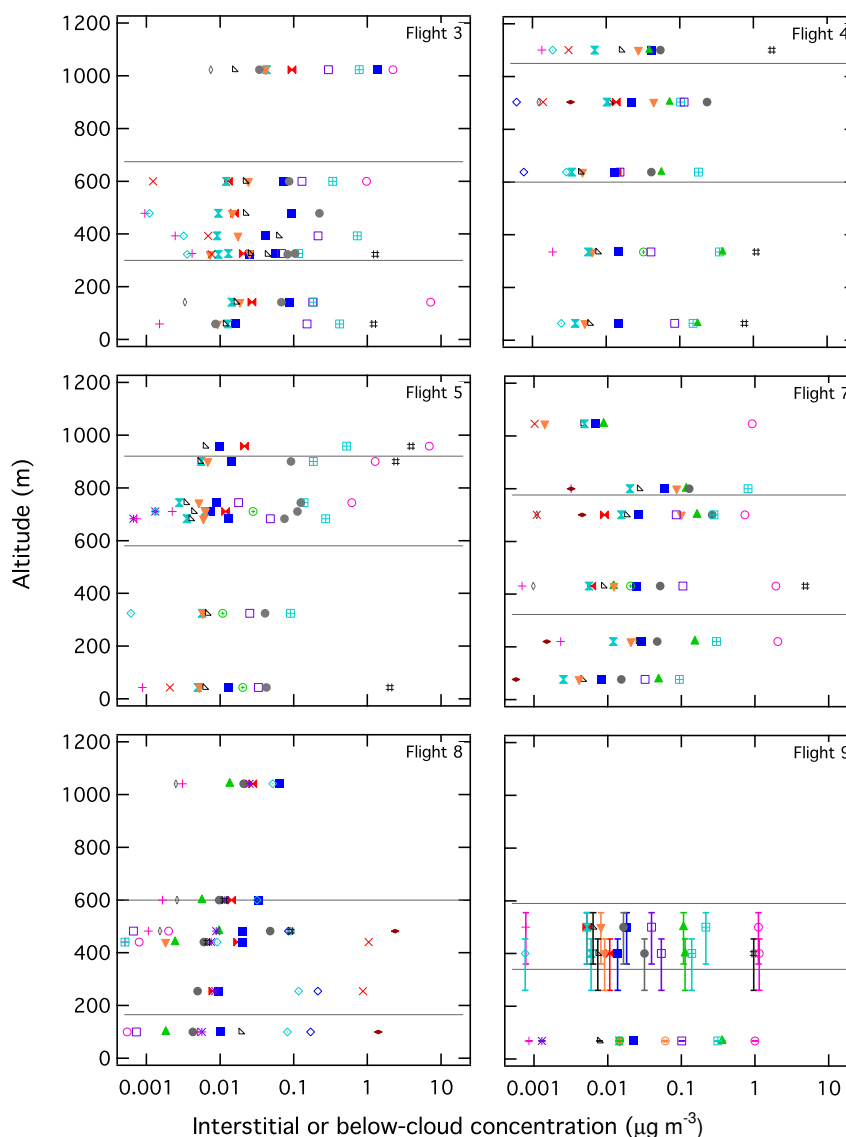 Flight 3
Flight 4
1200
1000
800
600
400
200
0
Flight 5
Flight 7
1200
1000
800
600
400
200
0
Altitude (m)
Flight 8
Flight 9
1200
1000
800
600
400
200
0
0.001 0.01 0.1 1 10
0.001 0.01 0.1 1 10
Interstitial or below-cloud concentration (µg m⁻³)